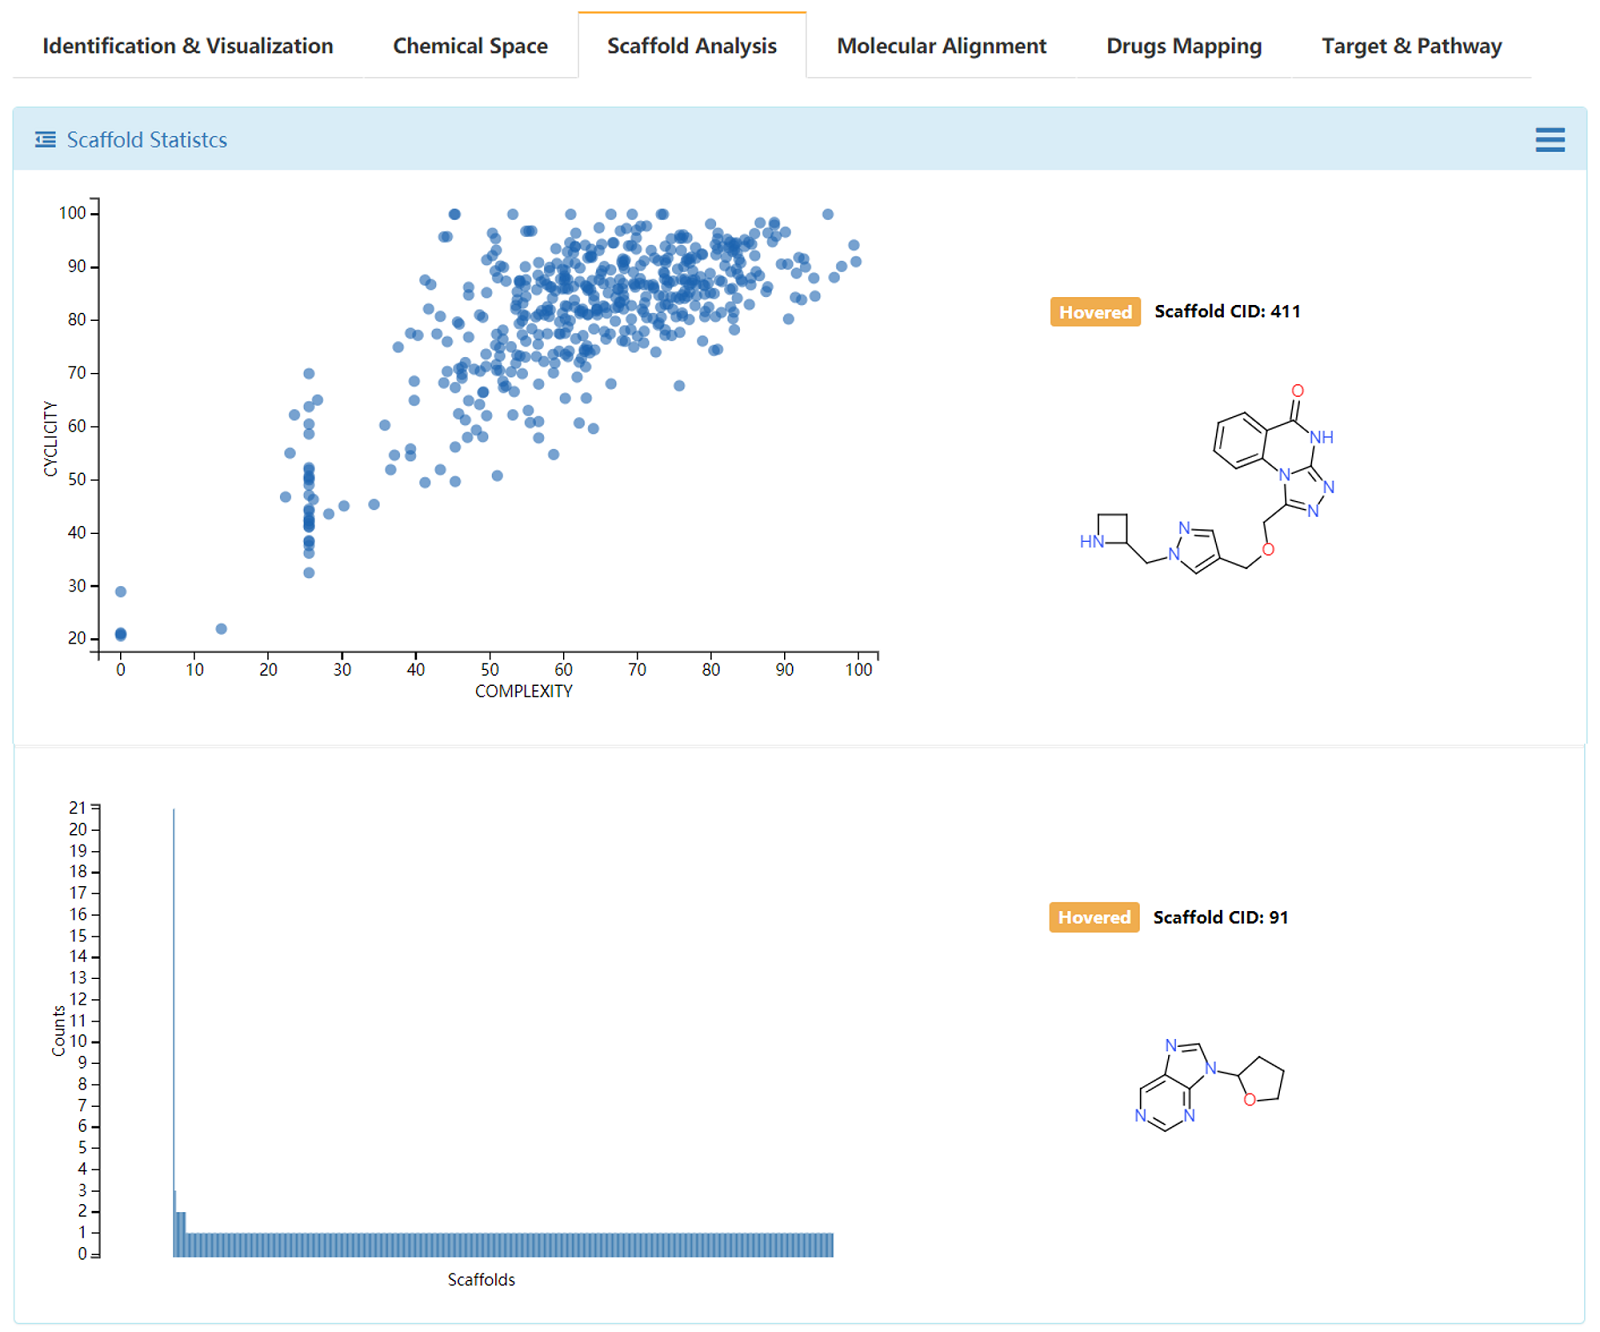 Identification & Visualization Chemical Space Scaffold Analysis Molecular Alignment Drugs Mapping Target & Pathway
Scaffold Statistcs
100
90
80
70
60
50
40
30
20
CYCLICITY
0 10 20 30 40 50 60 70 80 90 100
COMPLEXITY
Hovered Scaffold CID: 411
O
NH
N
N
N
N
HN
N
O
21
20
19
18
17
16
15
14
13
12
11
10
9
8
7
6
5
4
3
2
1
0
Counts
Scaffolds
Hovered Scaffold CID: 91
N
N
O
N
N